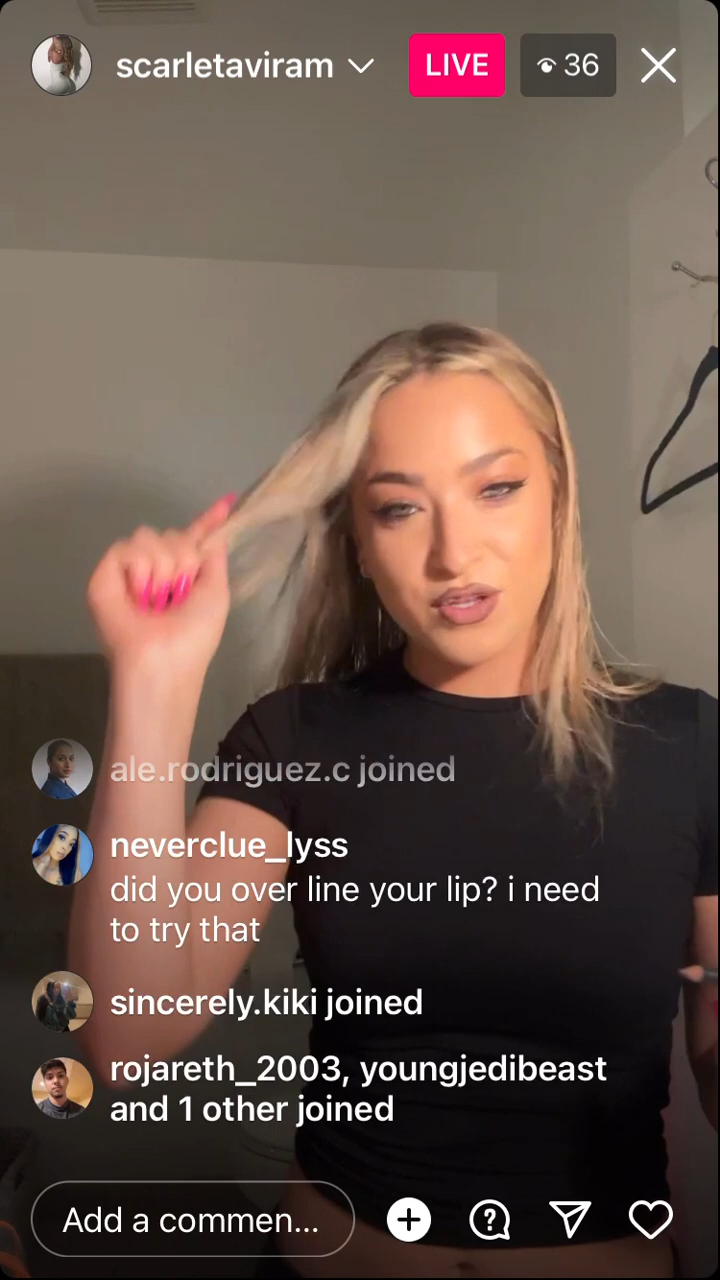 scarletaviram
LIVE
36
ale.rodriguez.c joined
neverclue_lyss
did you over line your lip? i need
to try that
sincerely.kiki joined
rojareth_2003, youngjedibeast
and 1 other joined
Add a commen...